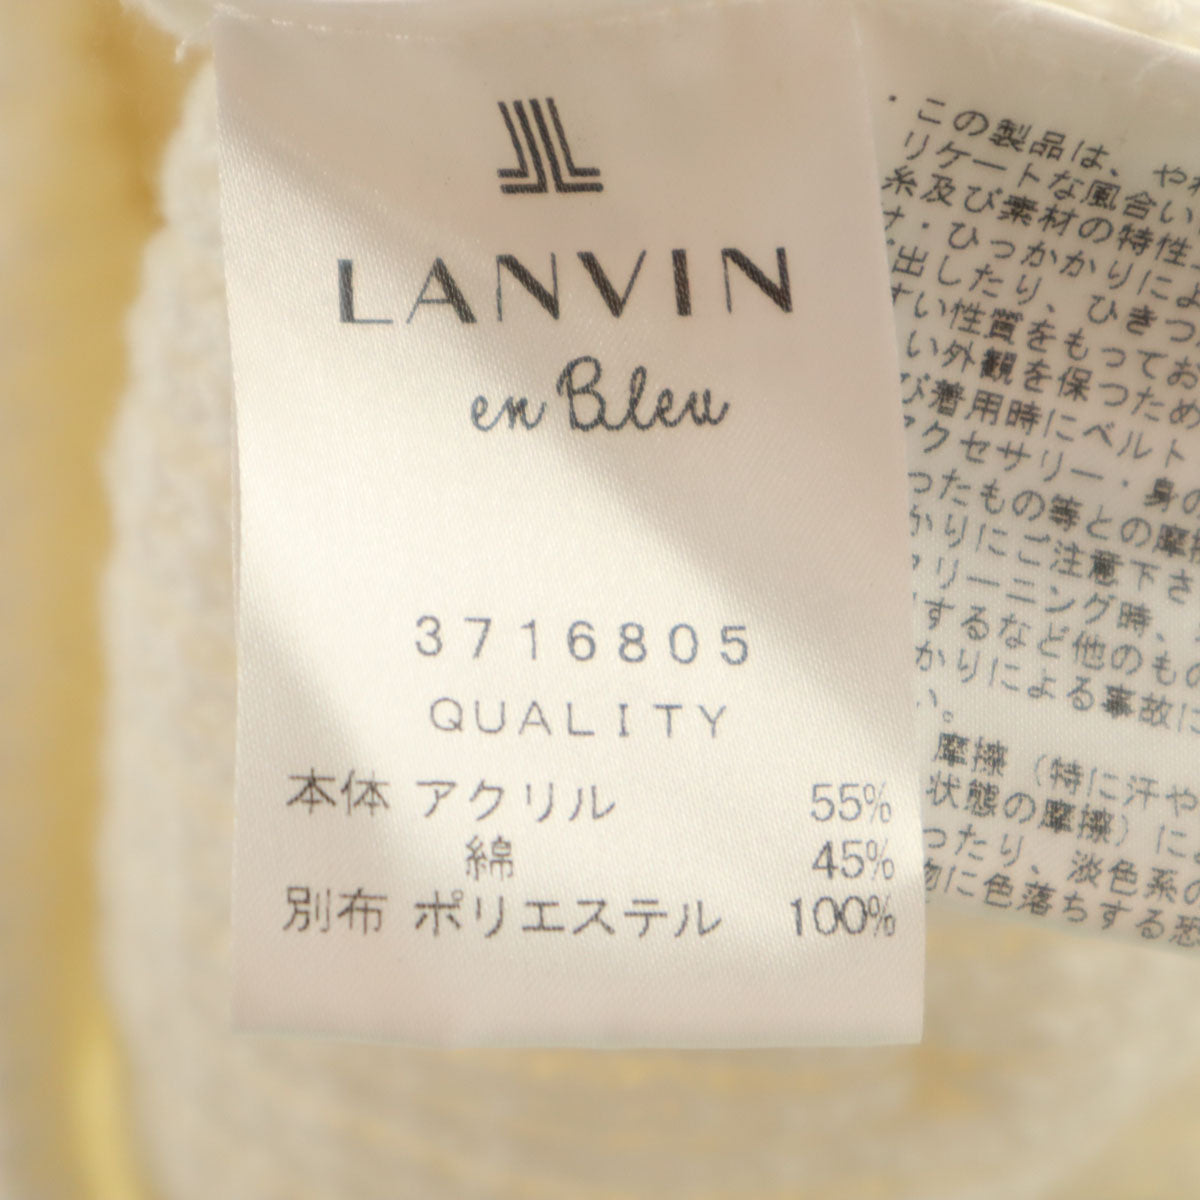 LANVIN
en Bleu
3716805
QUALITY
本体 アクリル 55%
綿 45%
別布 ポリエステル 100%
・この製品は、
リケートな風合い
糸及び素材の特性
・ひっかかりによ
出したり、ひきつ
い性質をもってお
い外観を保つため
び着用時にベルト
クセサリー・身の
ったもの等との摩擦
かりにご注意下さ
リーニング時、
するなど他のもの
かりによる事故に
い。
摩擦（特に汗や
状態の摩擦）に
ったり、淡色系の
物に色落ちする恐